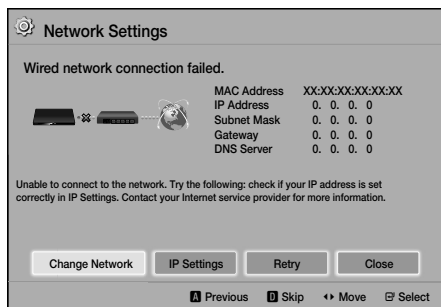 Network Settings
Wired network connection failed.
MAC Address XX:XX:XX:XX:XX:XX
IP Address 0. 0. 0. 0
Subnet Mask 0. 0. 0. 0
Gateway 0. 0. 0. 0
DNS Server 0. 0. 0. 0
Unable to connect to the network. Try the following: check if your IP address is set
correctly in IP Settings. Contact your Internet service provider for more information.
Change Network IP Settings Retry Close
A Previous D Skip Move Select